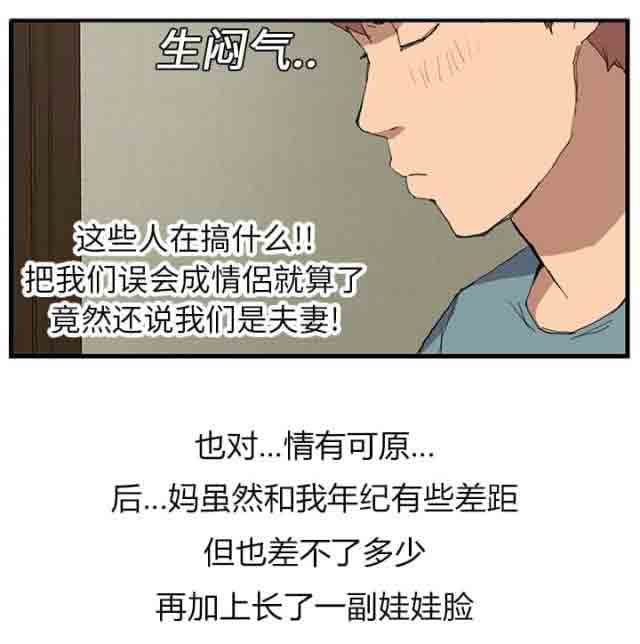 生闷气..
这些人在搞什么!!
把我们误会成情侣就算了
竟然还说我们是夫妻!
也对...情有可原...
后...妈虽然和我年纪有些差距
但也差不了多少
再加上长了一副娃娃脸